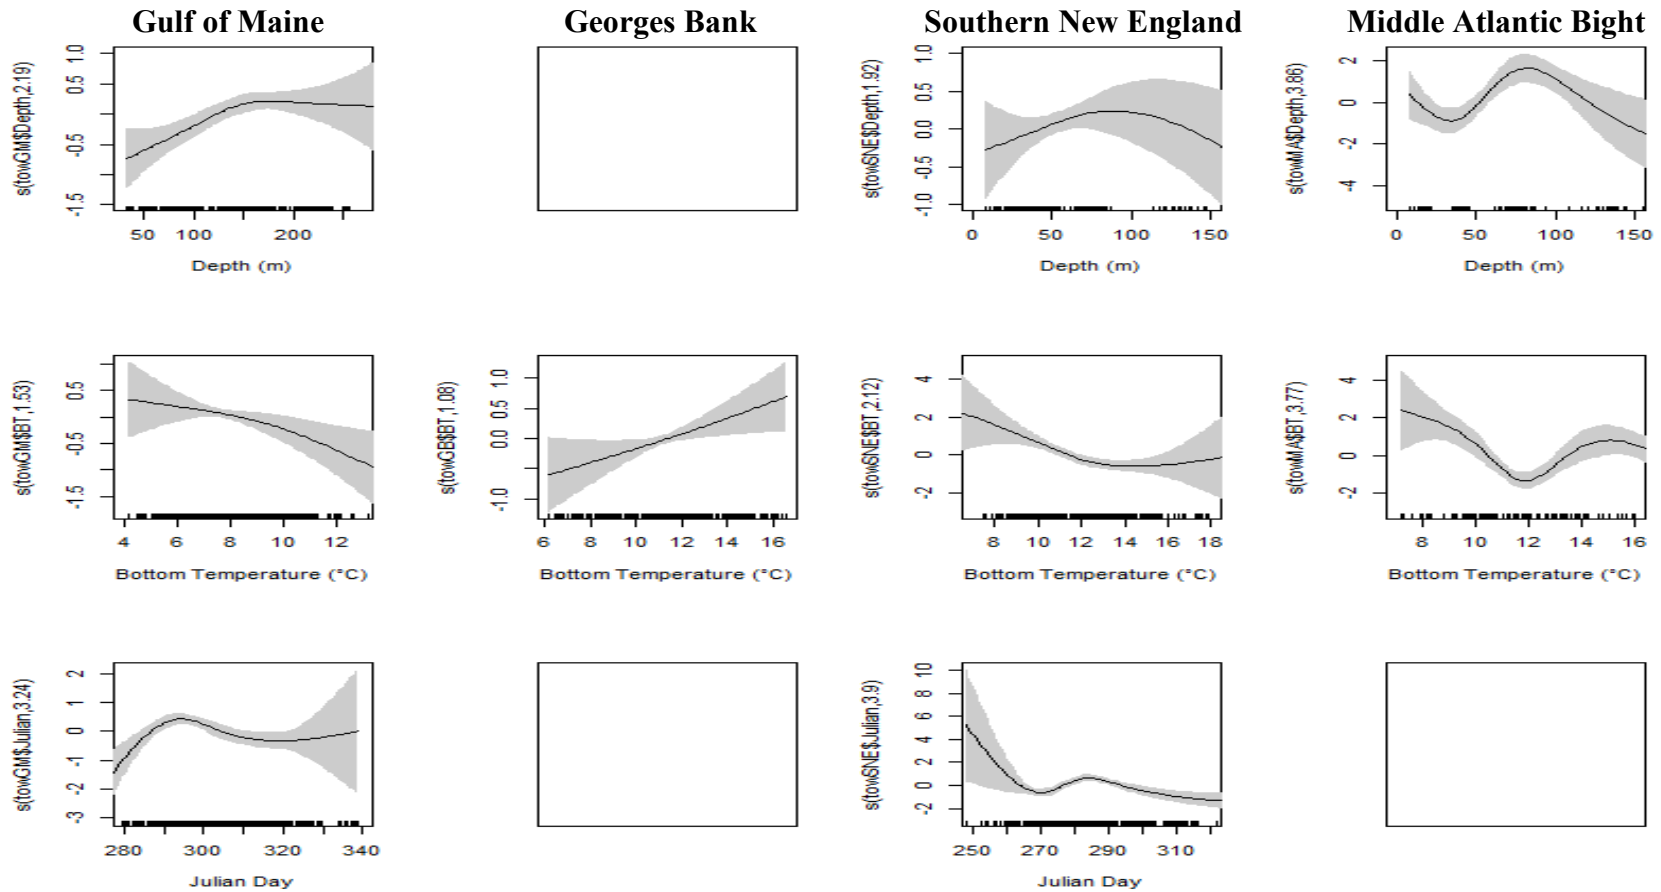 Gulf of Maine Georges Bank Southern New England Middle Atlantic Bight
s(towGM$Depth,2.19)
1.0
0.5
-0.5
-1.5
50 100 200
Depth (m)
s(towSNE$Depth,1.92)
1.0
0.5
0.0
-0.5
-1.0
0 50 100 150
Depth (m)
s(towMA$Depth,3.86)
2
0
-2
-4
0 50 100 150
Depth (m)
s(towGM$BT,1.53)
0.5
-0.5
-1.5
4 6 8 10 12
Bottom Temperature (°C)
s(towGB$BT,1.08)
1.0
0.5
0.0
-1.0
6 8 10 12 14 16
Bottom Temperature (°C)
s(towSNE$BT,2.12)
4
2
0
-2
8 10 12 14 16 18
Bottom Temperature (°C)
s(towMA$BT,3.77)
4
2
0
-2
8 10 12 14 16
Bottom Temperature (°C)
s(towGM$Julian,3.24)
2
1
0
-1
-2
-3
280 300 320 340
Julian Day
s(towSNE$Julian,3.9)
10
8
6
4
2
0
-2
250 270 290 310
Julian Day